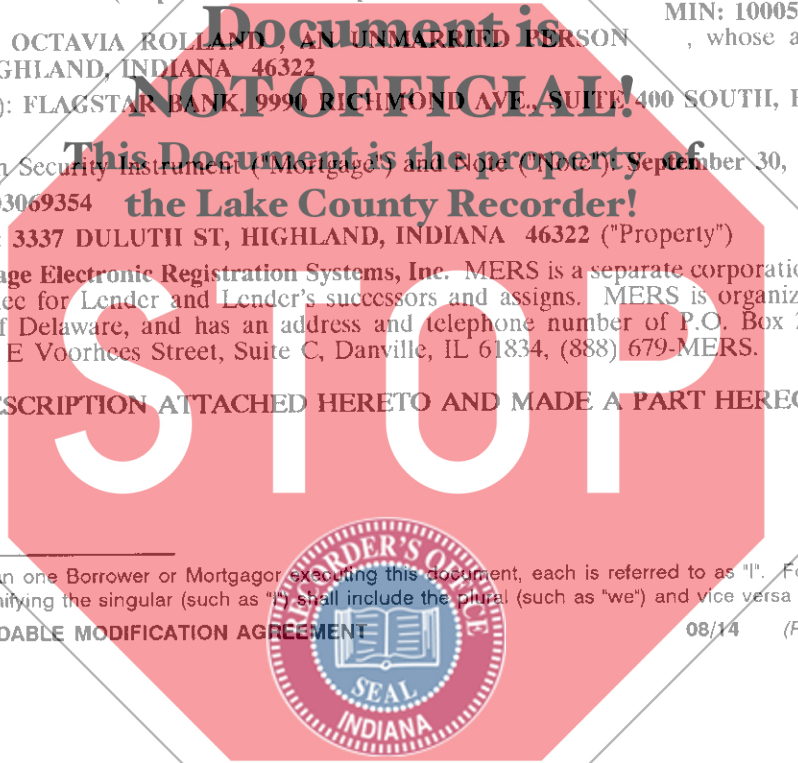 MIN: 10005
Document is
OCTAVIA ROLLAND , AN UNMARRIED PERSON , whose a
GHLAND, INDIANA 46322
NOT OFFICIAL!
): FLAGSTAR BANK, 9990 RICHMOND AVE., SUITE 400 SOUTH, H
This Document is the property of
n Security Instrument ("Mortgage") and Note ("Note"): September 30,
the Lake County Recorder!
3069354
: 3337 DULUTH ST, HIGHLAND, INDIANA 46322 ("Property")
age Electronic Registration Systems, Inc. MERS is a separate corporatio
ee for Lender and Lender's successors and assigns. MERS is organiz
f Delaware, and has an address and telephone number of P.O. Box 2
E Voorhees Street, Suite C, Danville, IL 61834, (888) 679-MERS.
STOP
ESCRIPTION ATTACHED HERETO AND MADE A PART HEREO
an one Borrower or Mortgagor executing this document, each is referred to as "I". Fo
nifying the singular (such as "I") shall include the plural (such as "we") and vice versa
DABLE MODIFICATION AGREEMENT 08/14
RECORDER'S OFFICE
SEAL
INDIANA